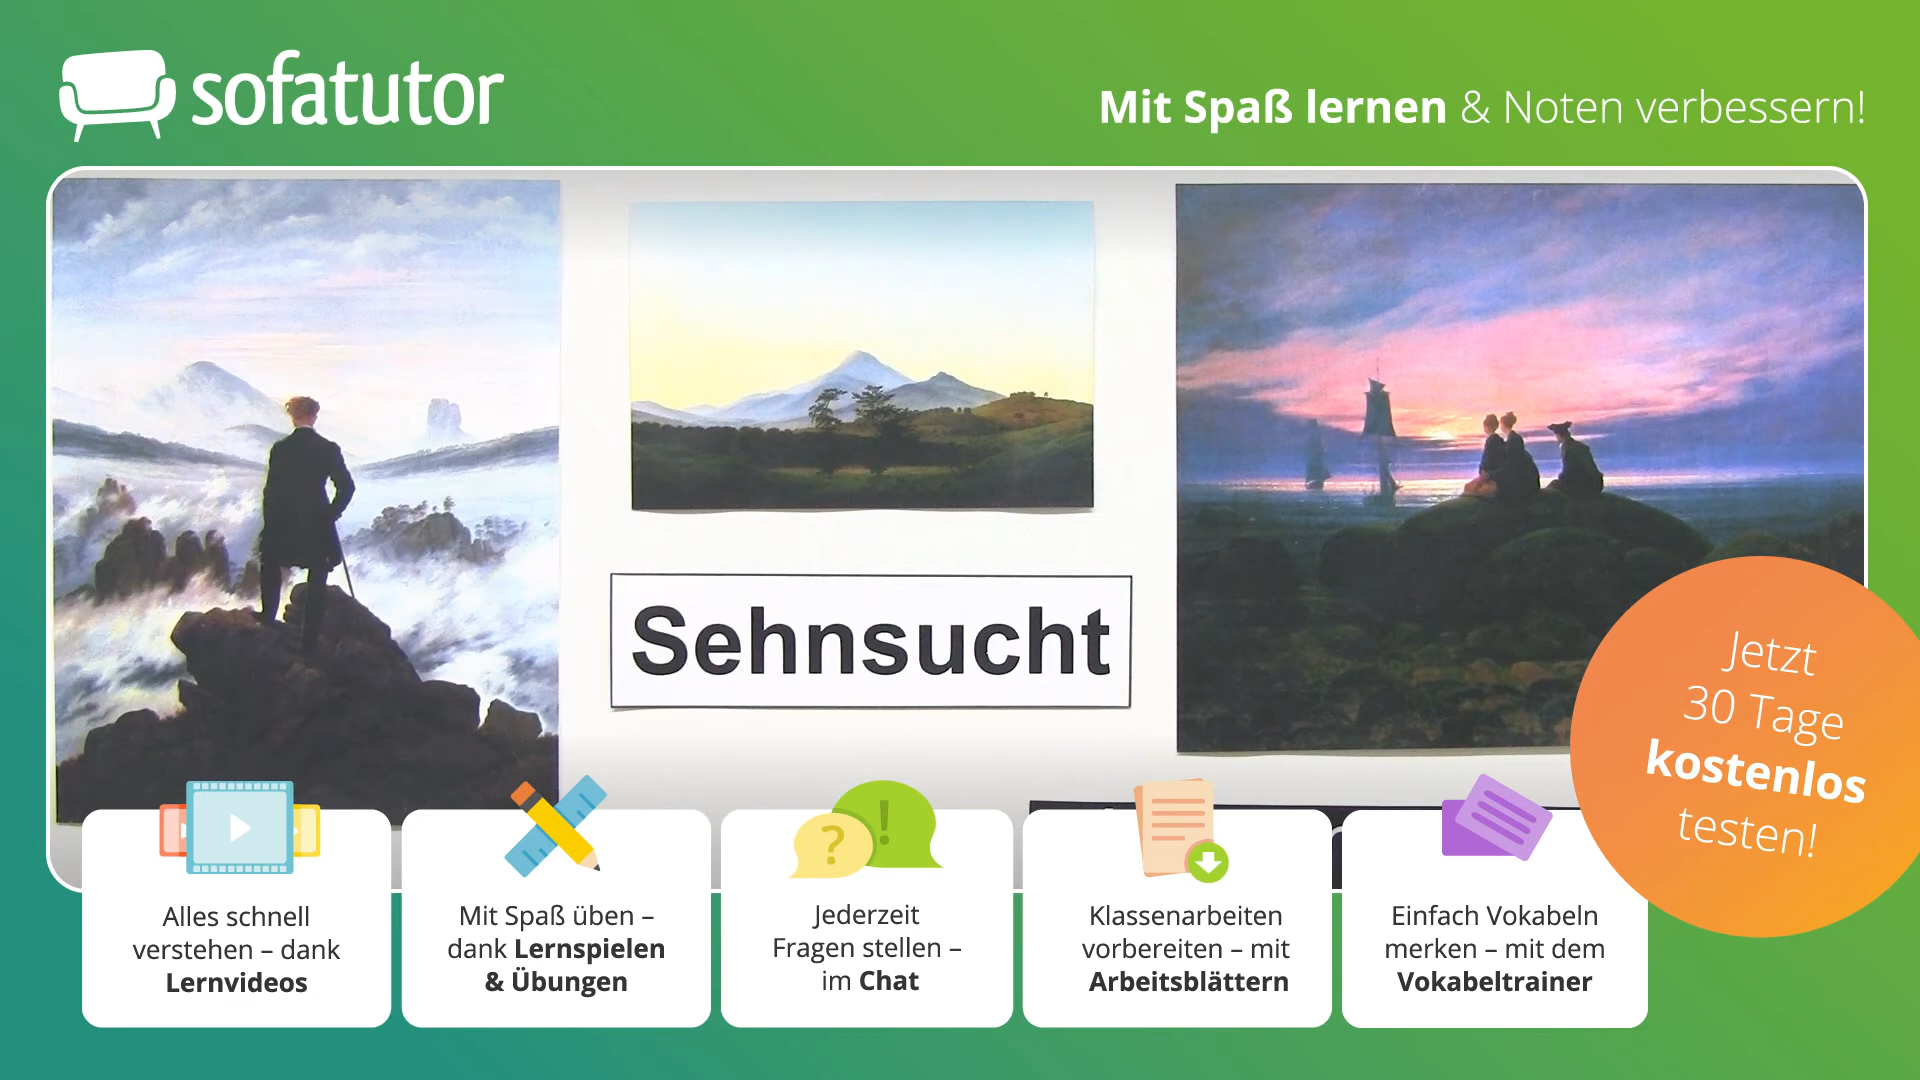 sofatutor
Mit Spaß lernen & Noten verbessern!
Sehnsucht
Jetzt
30 Tage
kostenlos
testen!
?
!
Alles schnell
verstehen – dank
Lernvideos
Mit Spaß üben –
dank Lernspielen
& Übungen
Jederzeit
Fragen stellen –
im Chat
Klassenarbeiten
vorbereiten – mit
Arbeitsblättern
Einfach Vokabeln
merken – mit dem
Vokabeltrainer